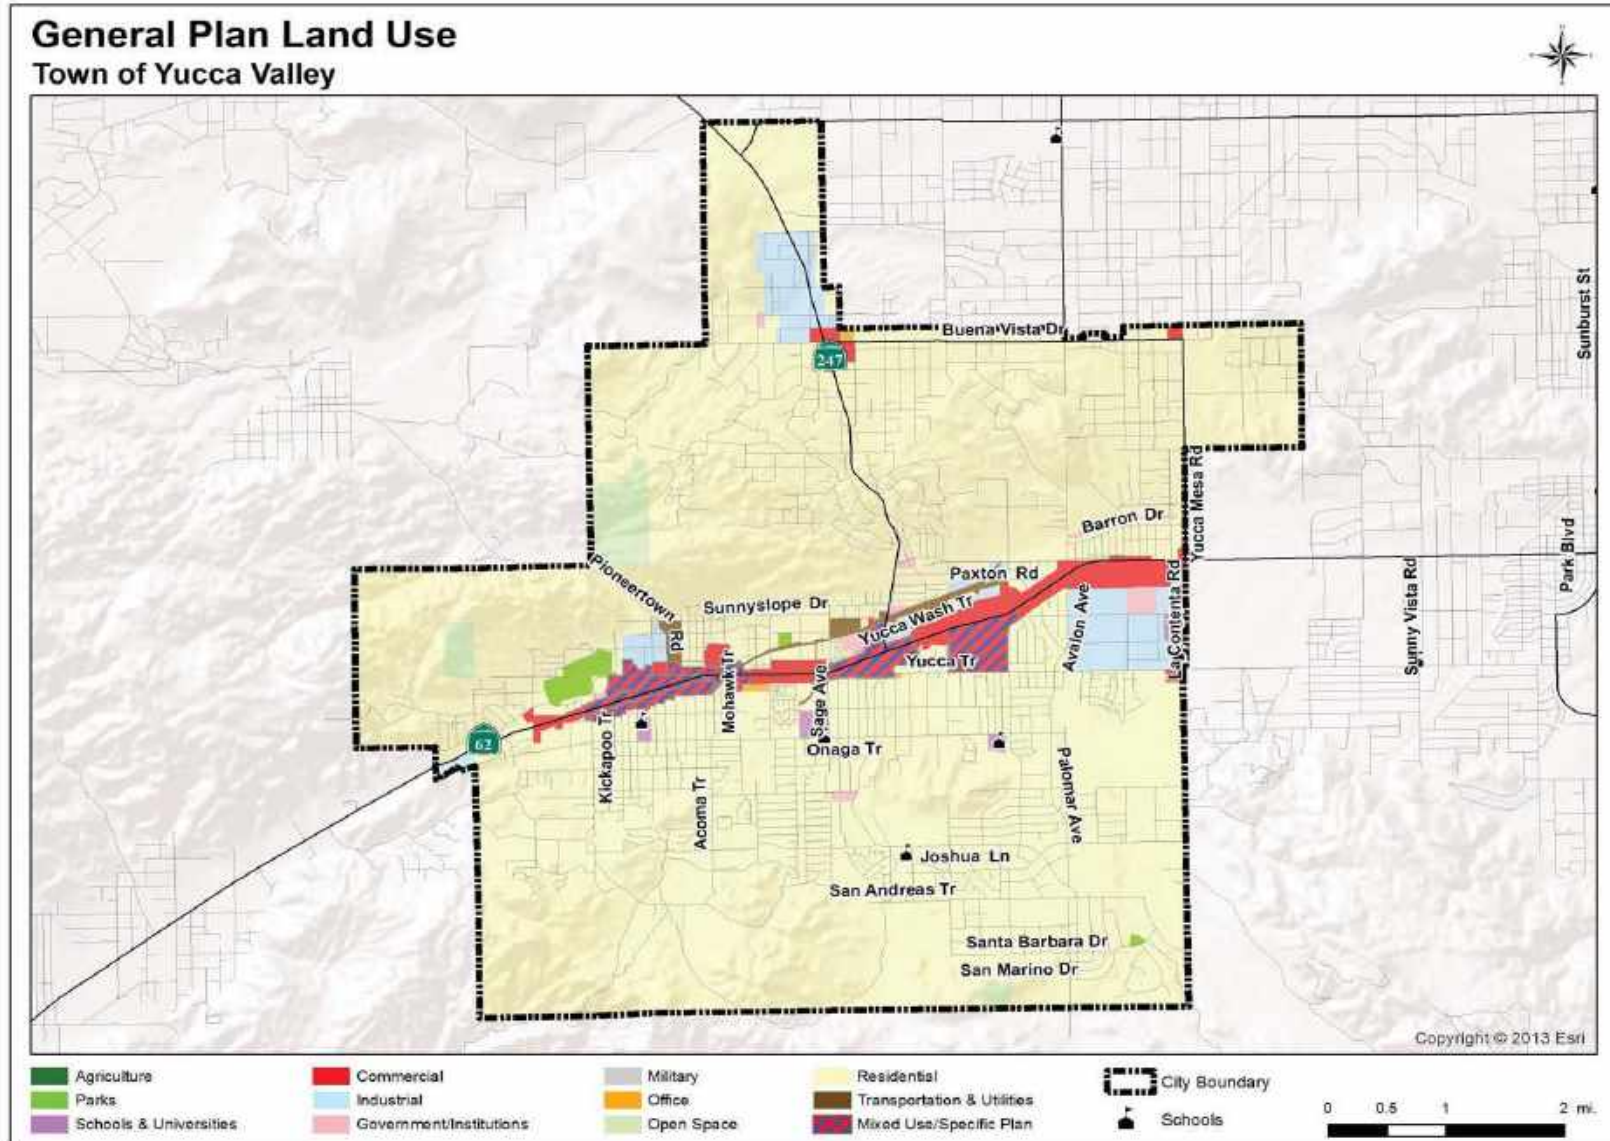 General Plan Land Use
Town of Yucca Valley
Buena Vista Dr
247
Sunburst St
Yucca Mesa Rd
Barron Dr
Park Blvd
Pioneertown Rd
Paxton Rd
Sunnyslope Dr
Yucca Wash Tr
Avalon Ave
La Contenta Rd
Sunny Vista Rd
Yucca Tr
Mohawk Tr
Sage Ave
62
Kickapoo Tr
Onaga Tr
Palomar Ave
Acoma Tr
Joshua Ln
San Andreas Tr
Santa Barbara Dr
San Marino Dr
Copyright © 2013 Esri
Agriculture
Parks
Schools & Universities
Commercial
Industrial
Government/Institutions
Military
Office
Open Space
Residential
Transportation & Utilities
Mixed Use/Specific Plan
City Boundary
Schools
0 0.5 1 2 mi.